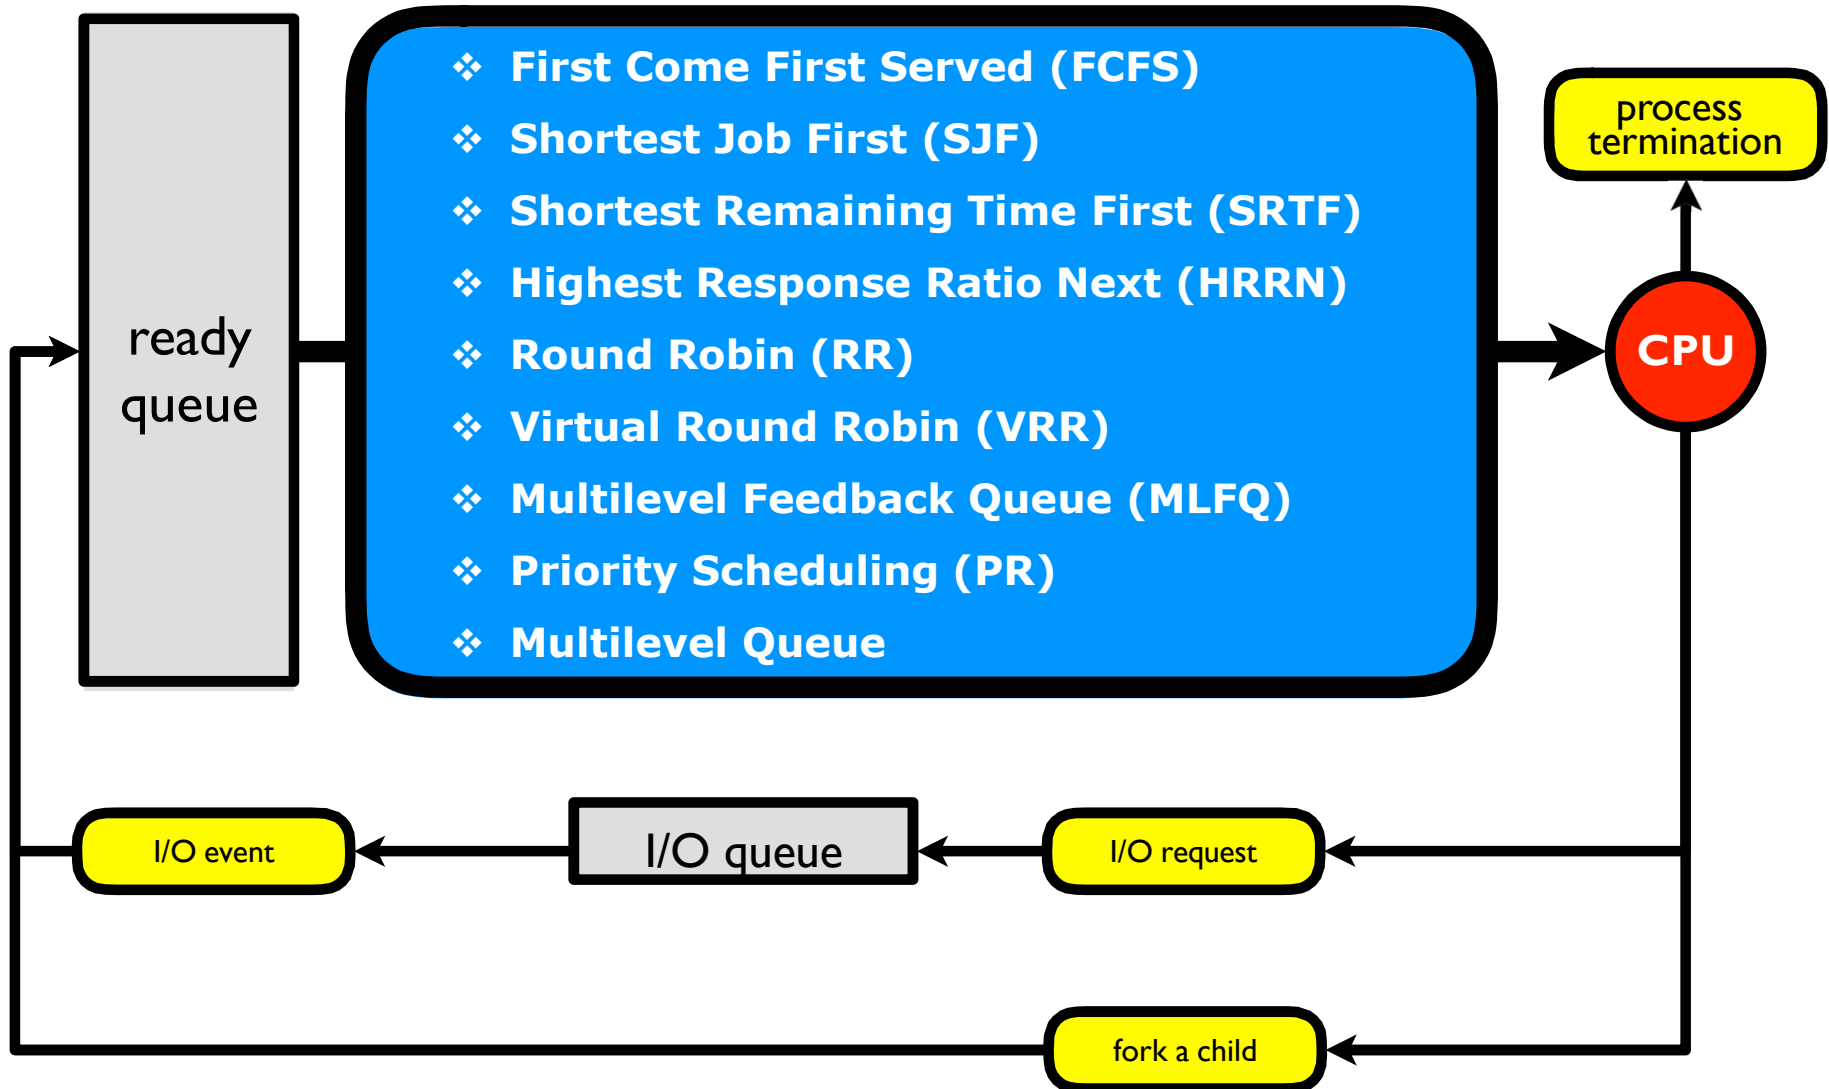 ready
queue
❖ First Come First Served (FCFS)
❖ Shortest Job First (SJF)
❖ Shortest Remaining Time First (SRTF)
❖ Highest Response Ratio Next (HRRN)
❖ Round Robin (RR)
❖ Virtual Round Robin (VRR)
❖ Multilevel Feedback Queue (MLFQ)
❖ Priority Scheduling (PR)
❖ Multilevel Queue
process
termination
CPU
I/O event
I/O queue
I/O request
fork a child